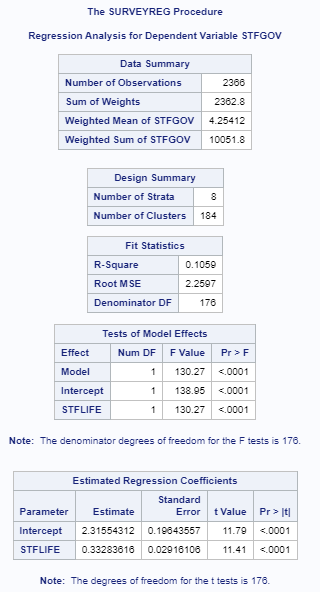 The SURVEYREG Procedure
Regression Analysis for Dependent Variable STFGOV
Data Summary
Number of Observations 2366
Sum of Weights 2362.8
Weighted Mean of STFGOV 4.25412
Weighted Sum of STFGOV 10051.8
Design Summary
Number of Strata 8
Number of Clusters 184
Fit Statistics
R-Square 0.1059
Root MSE 2.2597
Denominator DF 176
Tests of Model Effects
Effect Num DF F Value Pr > F
Model 1 130.27 <.0001
Intercept 1 138.95 <.0001
STFLIFE 1 130.27 <.0001
Note: The denominator degrees of freedom for the F tests is 176.
Estimated Regression Coefficients
Parameter Estimate Standard Error t Value Pr > |t|
Intercept 2.31554312 0.19643557 11.79 <.0001
STFLIFE 0.33283616 0.02916106 11.41 <.0001
Note: The degrees of freedom for the t tests is 176.